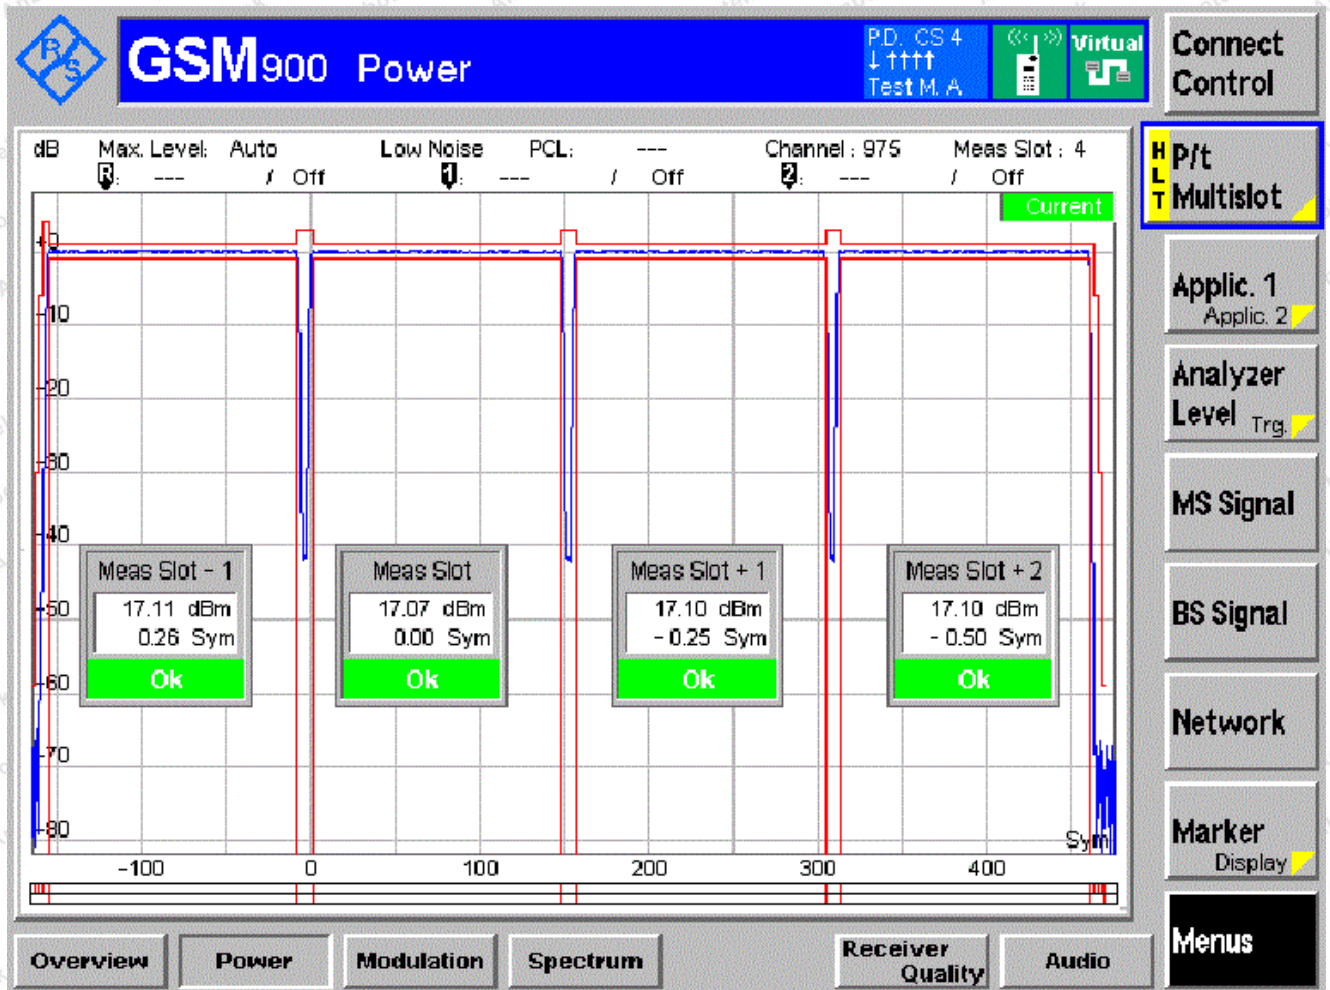 R S
GSM900 Power
P.D. CS 4
↓ ↑↑↑↑
Test M. A
Virtual
Connect
Control
dB Max. Level: Auto Low Noise PCL: --- Channel : 975 Meas Slot : 4
R: --- / Off 1: --- / Off 2: --- / Off
Current
HLT
P/t
Multislot
+0
-10
-20
-30
-40
-50
-60
-70
-80
Meas Slot - 1
17.11 dBm
0.26 Sym
Ok
Meas Slot
17.07 dBm
0.00 Sym
Ok
Meas Slot + 1
17.10 dBm
- 0.25 Sym
Ok
Meas Slot + 2
17.10 dBm
- 0.50 Sym
Ok
Sym
-100 0 100 200 300 400
Applic. 1
Applic. 2
Analyzer
Level Trg.
MS Signal
BS Signal
Network
Marker
Display
Menus
Overview Power Modulation Spectrum Receiver Quality Audio